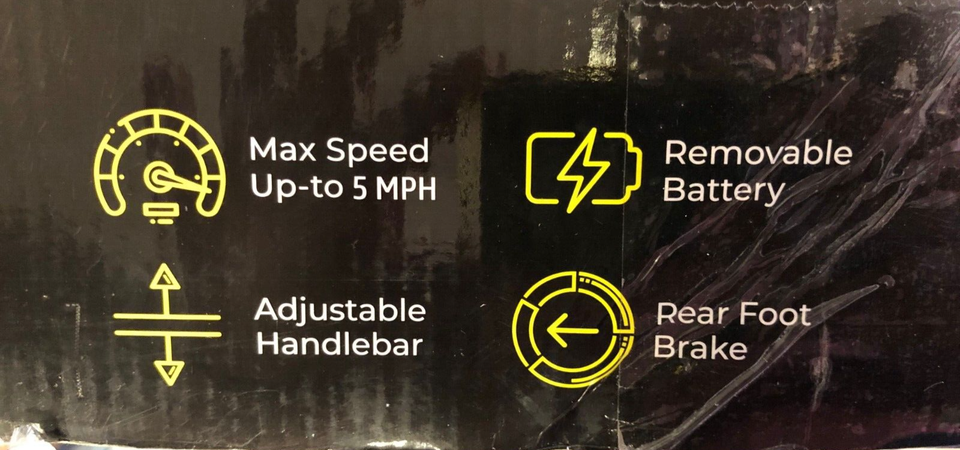 Max Speed
Up-to 5 MPH
Removable
Battery
Adjustable
Handlebar
Rear Foot
Brake